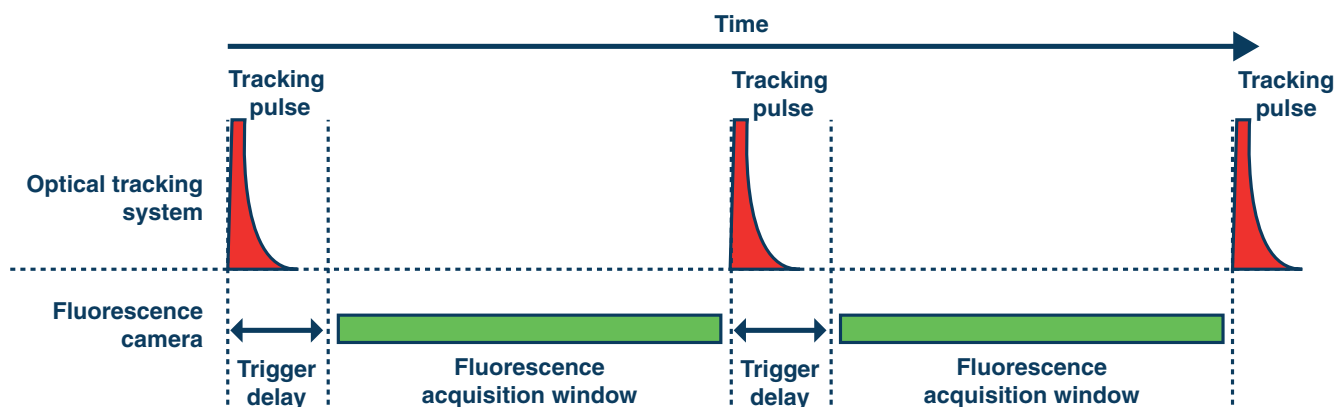 Time
Tracking
pulse
Tracking
pulse
Tracking
pulse
Optical tracking
system
Fluorescence
camera
Trigger
delay
Fluorescence
acquisition window
Trigger
delay
Fluorescence
acquisition window